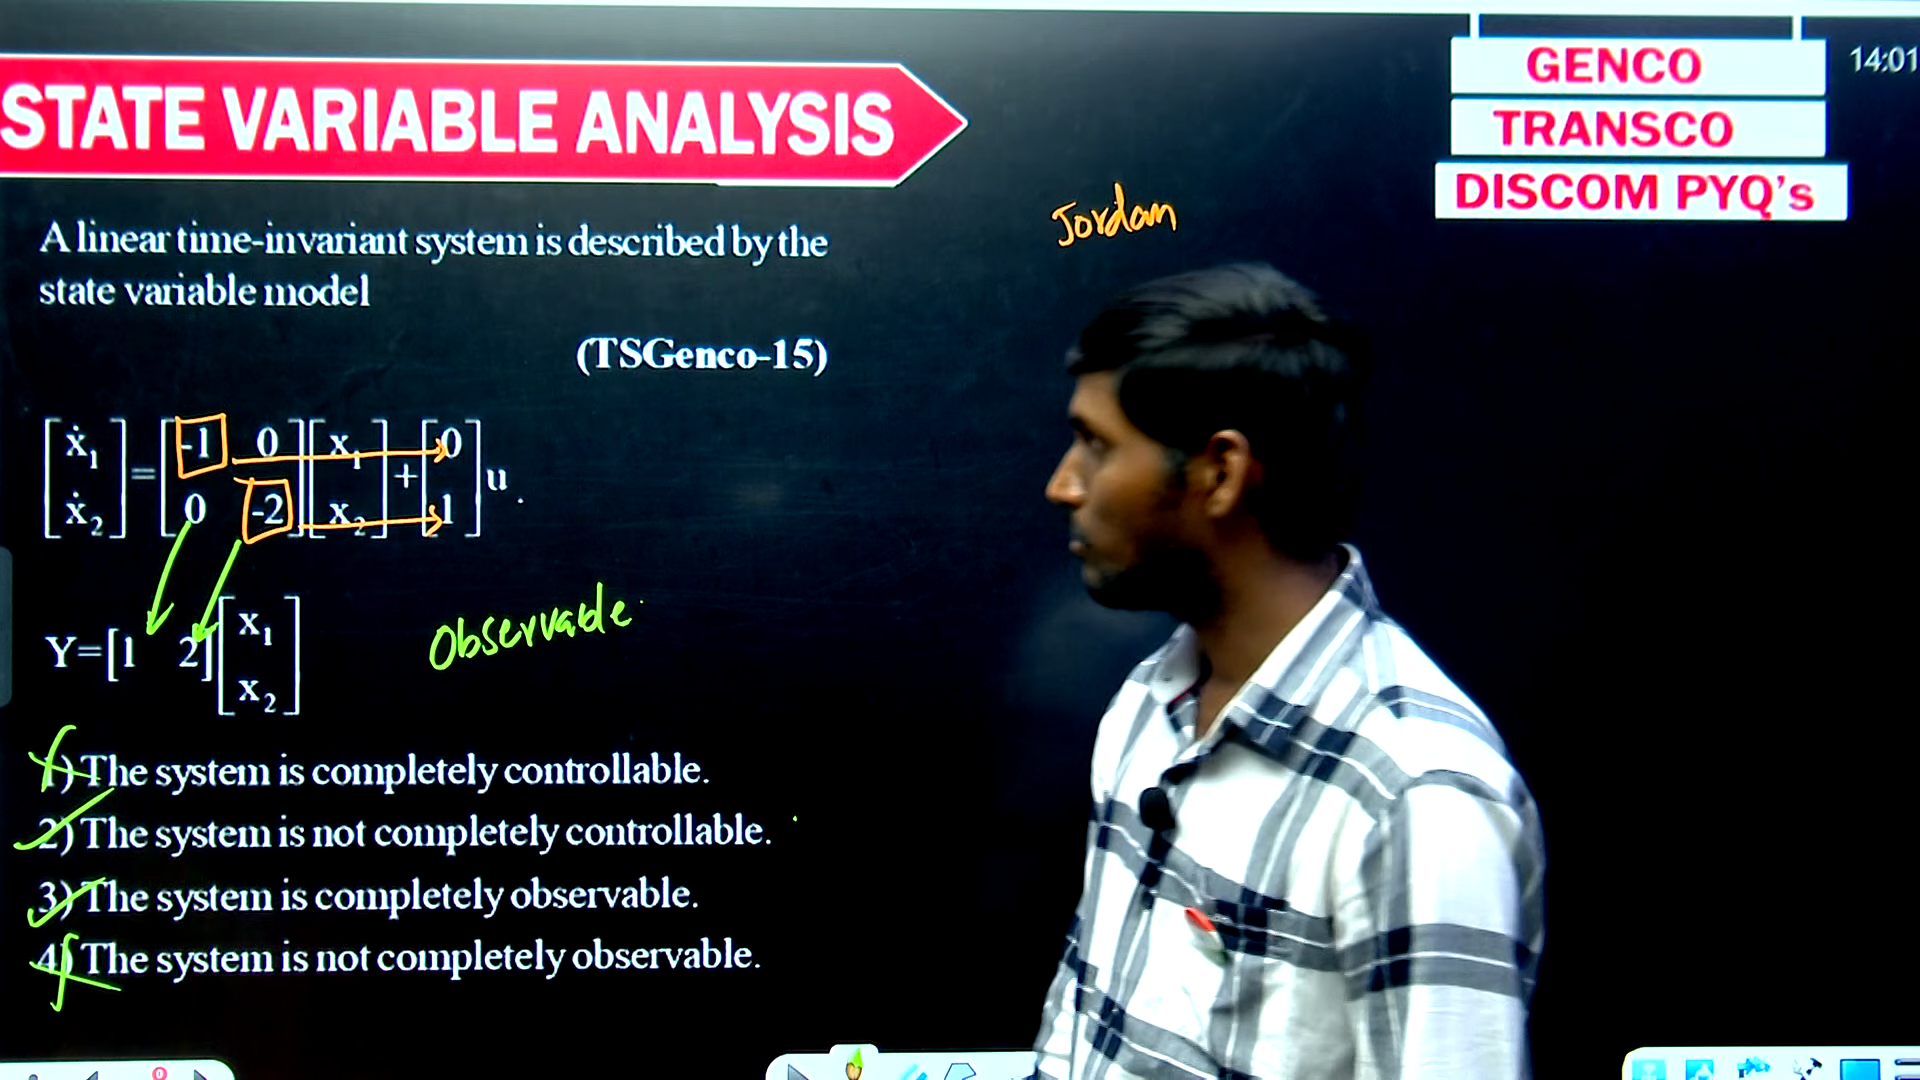 STATE VARIABLE ANALYSIS
GENCO
TRANSCO
DISCOM PYQ's
14:01
Jordan
A linear time-invariant system is described by the
state variable model
(TSGenco-15)
[ẋ1 ẋ2] = [-1 0 0 -2] [x1 x2] + [0 1] u .
Y=[1 2] [x1 x2]
Observable
1) The system is completely controllable.
2) The system is not completely controllable.
3) The system is completely observable.
4) The system is not completely observable.
0